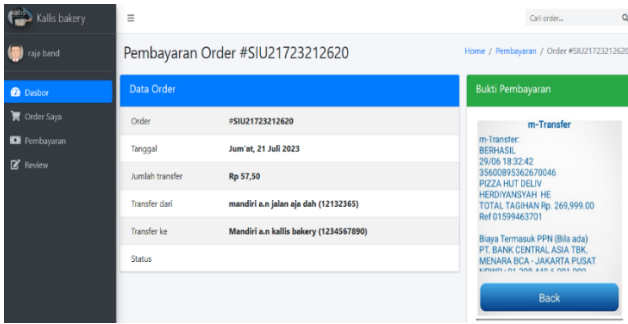 Kallis bakery
Cari order...
raja band
Pembayaran Order #SIU21723212620
Home / Pembayaran / Order #SIU21723212620
Dasbor
Order Saya
Pembayaran
Review
Data Order
Order #SIU21723212620
Tanggal Jum'at, 21 Juli 2023
Jumlah transfer Rp 57,50
Transfer dari mandiri a.n jalan aja dah (12132365)
Transfer ke Mandiri a.n kallis bakery (1234567890)
Status
Bukti Pembayaran
m-Transfer
m-Transfer:
BERHASIL
29/06 18:32:42
35600895362670046
PIZZA HUT DELIV
HERDIYANSYAH HE
TOTAL TAGIHAN Rp. 269,999.00
Ref 01599463701
Biaya Termasuk PPN (Bila ada)
PT. BANK CENTRAL ASIA TBK.
MENARA BCA - JAKARTA PUSAT
Back